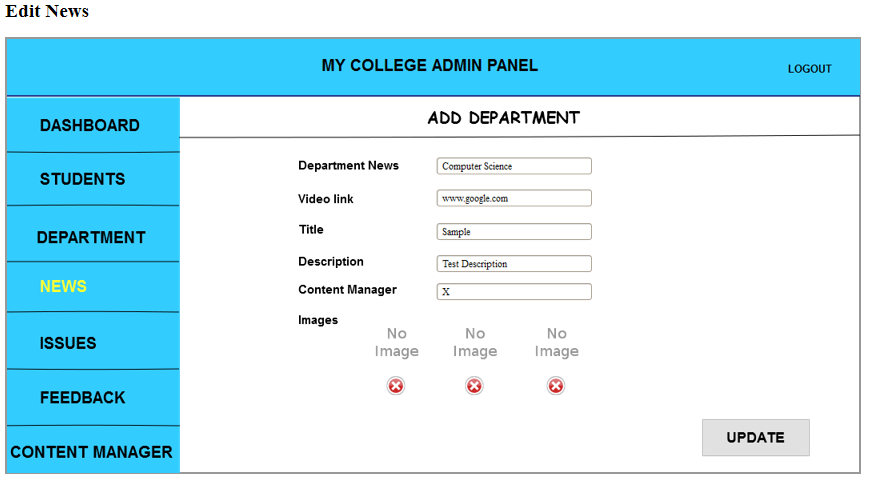 Edit News
MY COLLEGE ADMIN PANEL
LOGOUT
DASHBOARD
STUDENTS
DEPARTMENT
NEWS
ISSUES
FEEDBACK
CONTENT MANAGER
ADD DEPARTMENT
Department News Computer Science
Video link www.google.com
Title Sample
Description Test Description
Content Manager X
Images
No Image
No Image
No Image
UPDATE